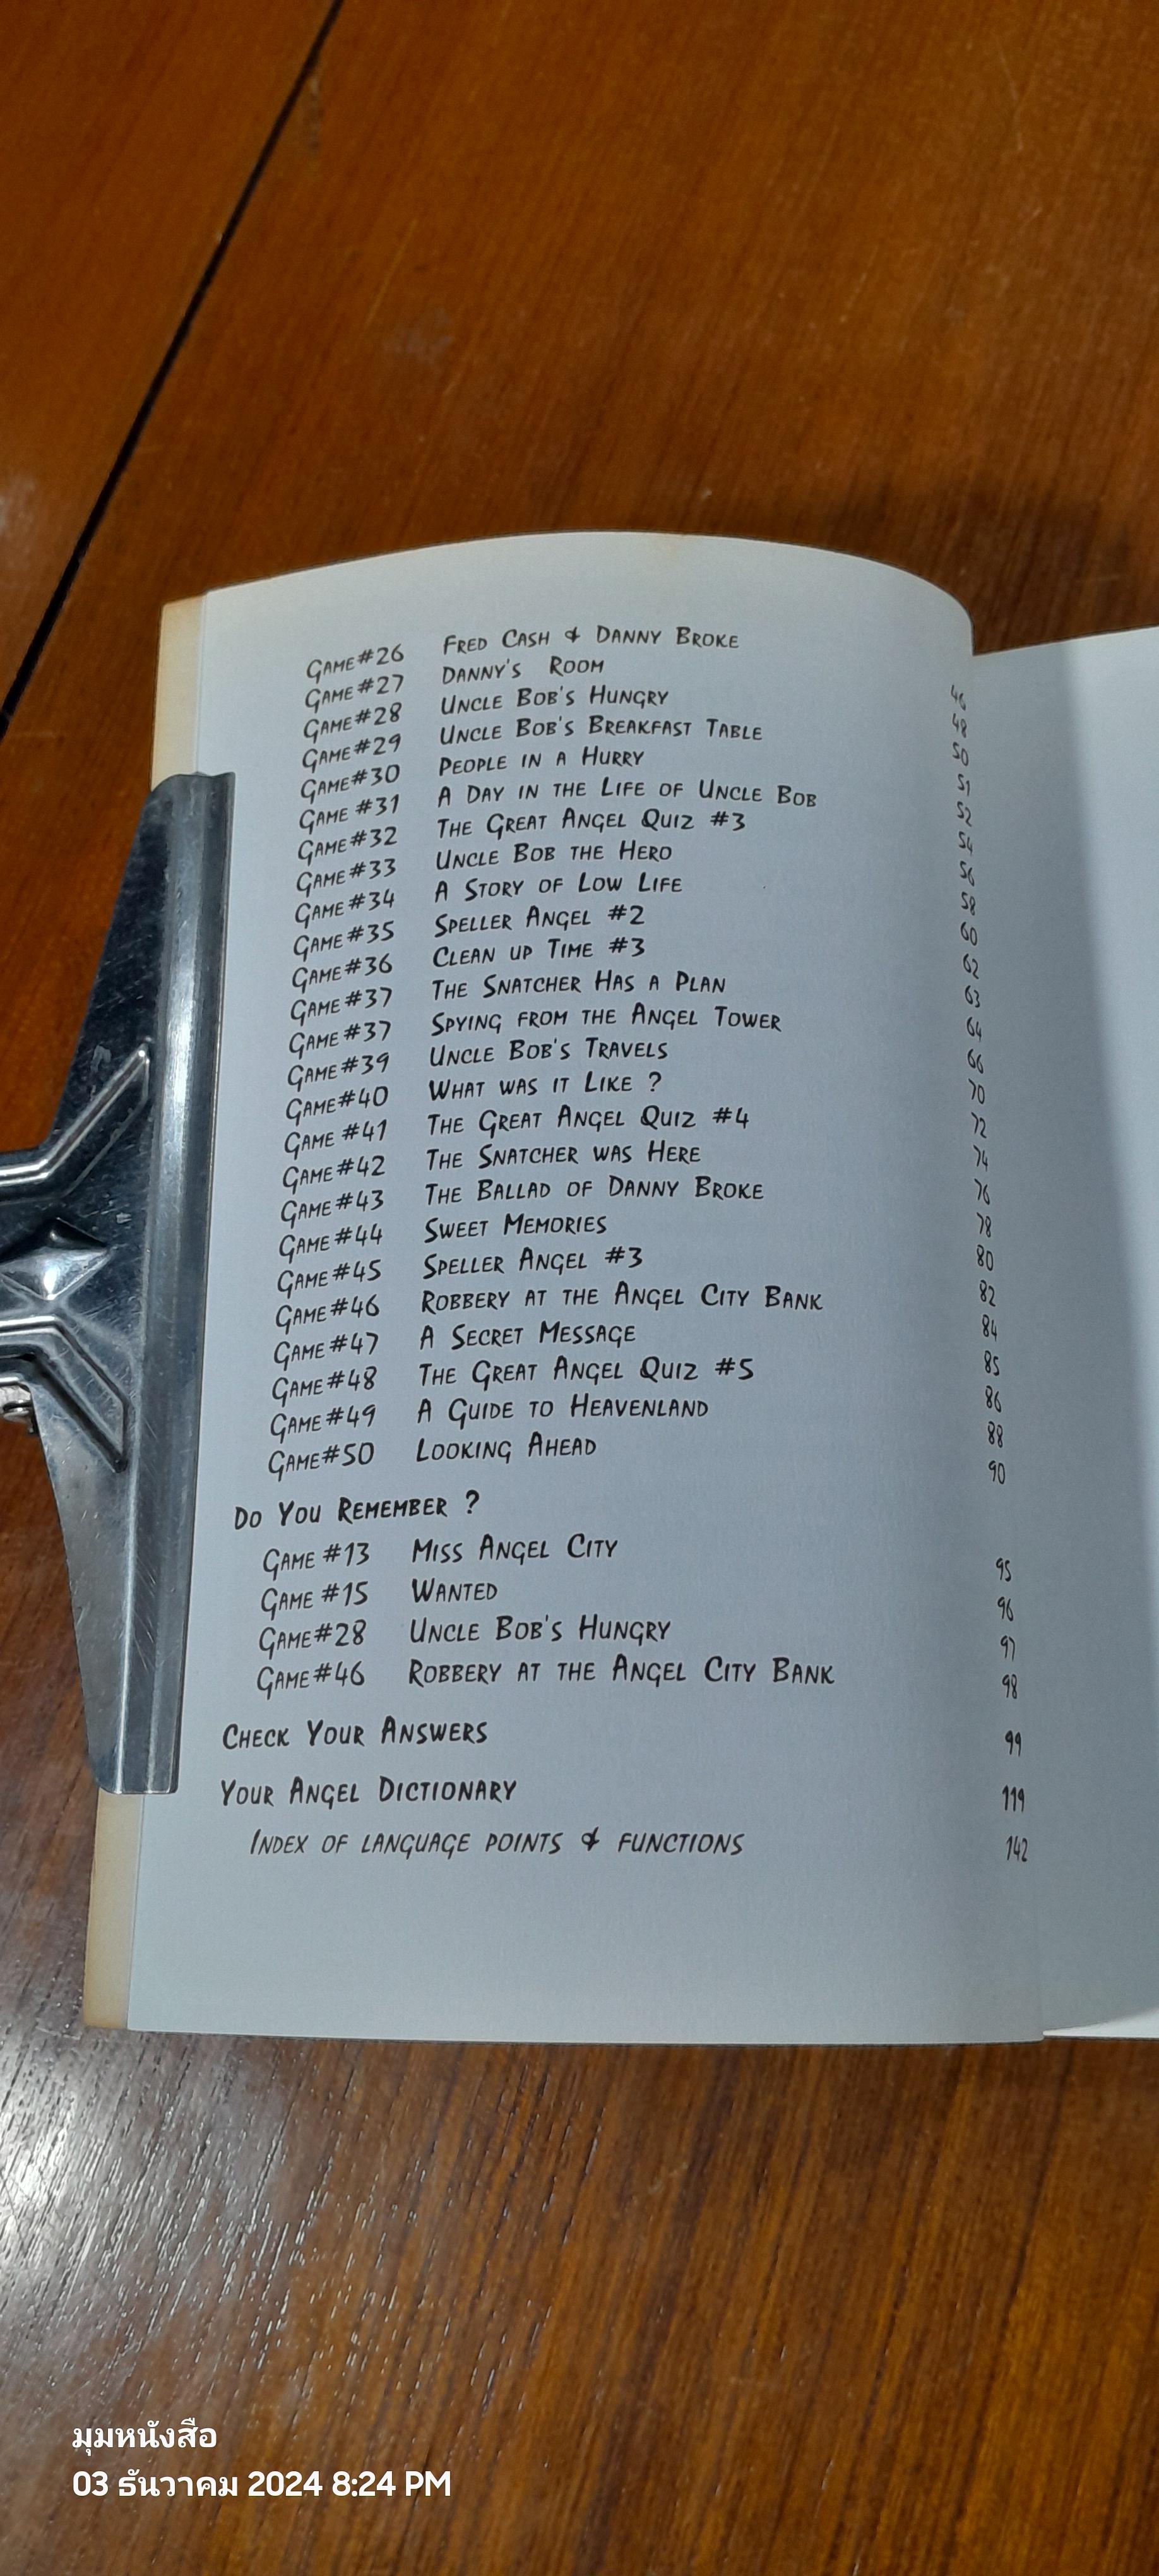 GAME#26 FRED CASH & DANNY BROKE 46
GAME#27 DANNY'S ROOM 48
GAME#28 UNCLE BOB'S HUNGRY 50
GAME#29 UNCLE BOB'S BREAKFAST TABLE 51
GAME#30 PEOPLE IN A HURRY 52
GAME #31 A DAY IN THE LIFE OF UNCLE BOB 54
GAME#32 THE GREAT ANGEL QUIZ #3 56
GAME#33 UNCLE BOB THE HERO 58
GAME#34 A STORY OF LOW LIFE 60
GAME#35 SPELLER ANGEL #2 62
GAME#36 CLEAN UP TIME #3 63
GAME#37 THE SNATCHER HAS A PLAN 64
GAME#37 SPYING FROM THE ANGEL TOWER 66
GAME#39 UNCLE BOB'S TRAVELS 70
GAME#40 WHAT WAS IT LIKE ? 72
GAME #41 THE GREAT ANGEL QUIZ #4 74
GAME#42 THE SNATCHER WAS HERE 76
GAME#43 THE BALLAD OF DANNY BROKE 78
GAME#44 SWEET MEMORIES 80
GAME#45 SPELLER ANGEL #3 82
GAME#46 ROBBERY AT THE ANGEL CITY BANK 84
GAME#47 A SECRET MESSAGE 85
GAME#48 THE GREAT ANGEL QUIZ #5 86
GAME#49 A GUIDE TO HEAVENLAND 88
GAME#50 LOOKING AHEAD 90
DO YOU REMEMBER ?
GAME #13 MISS ANGEL CITY 95
GAME #15 WANTED 96
GAME#28 UNCLE BOB'S HUNGRY 97
GAME#46 ROBBERY AT THE ANGEL CITY BANK 98
CHECK YOUR ANSWERS 99
YOUR ANGEL DICTIONARY 119
INDEX OF LANGUAGE POINTS & FUNCTIONS 142
มุมหนังสือ
03 ธันวาคม 2024 8:24 PM